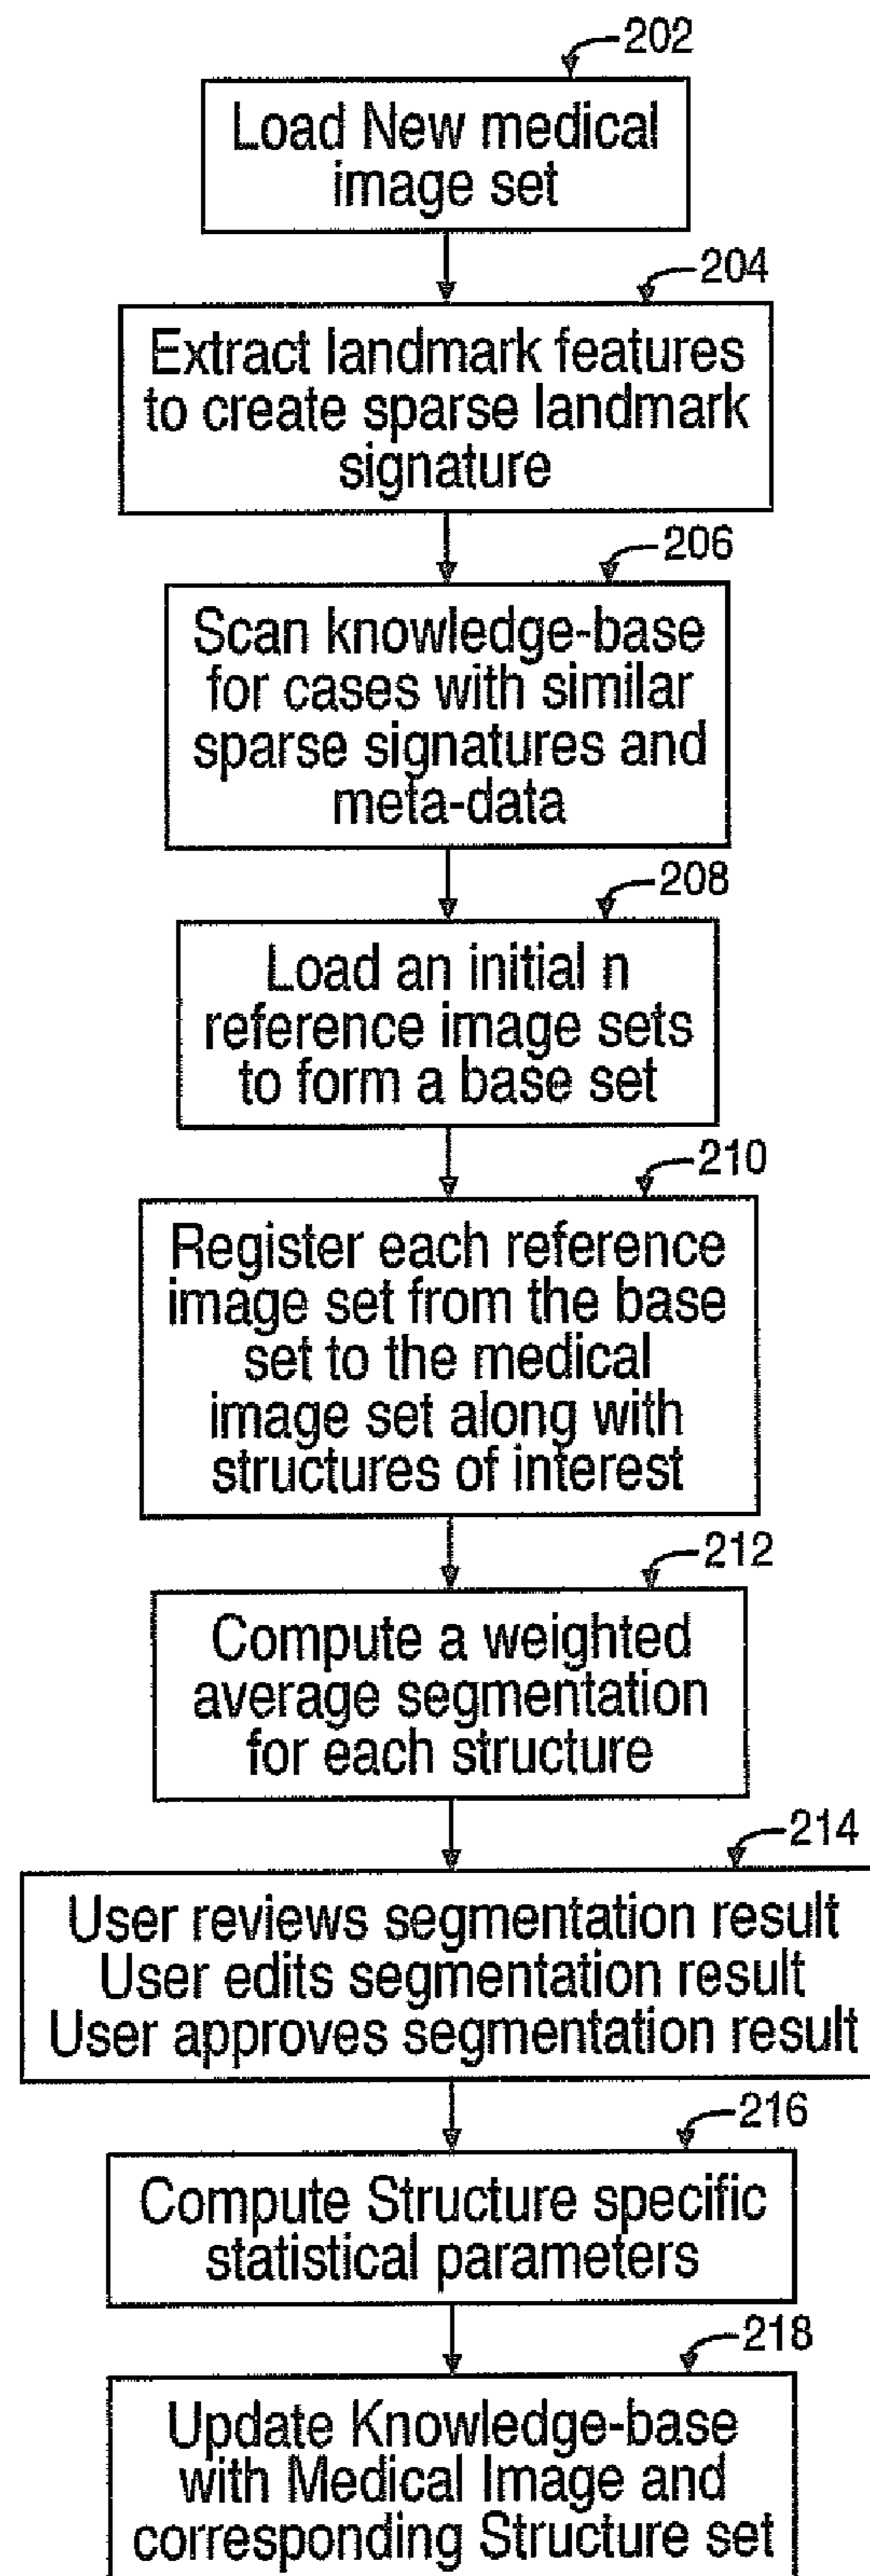 202
Load New medical
image set
204
Extract landmark features
to create sparse landmark
signature
206
Scan knowledge-base
for cases with similar
sparse signatures and
meta-data
208
Load an initial n
reference image sets
to form a base set
210
Register each reference
image set from the base
set to the medical
image set along with
structures of interest
212
Compute a weighted
average segmentation
for each structure
214
User reviews segmentation result
User edits segmentation result
User approves segmentation result
216
Compute Structure specific
statistical parameters
218
Update Knowledge-base
with Medical Image and
corresponding Structure set